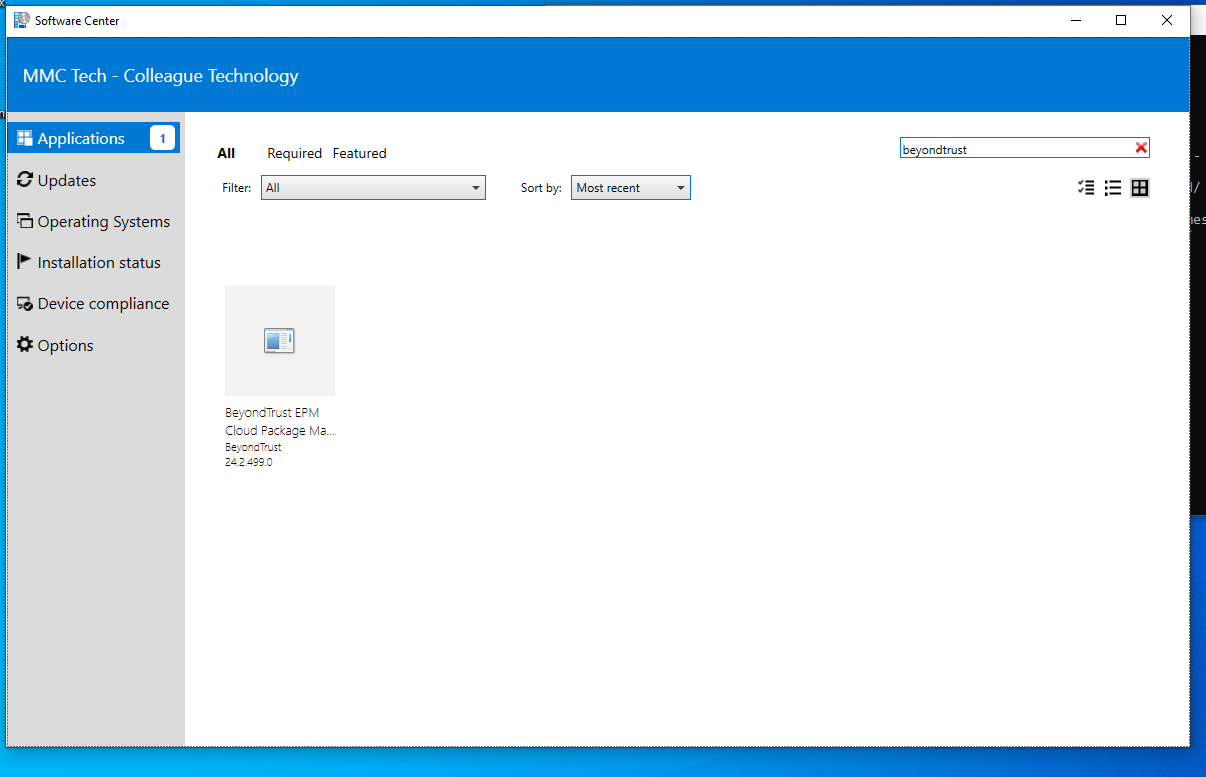 Software Center
MMC Tech - Colleague Technology
Applications 1
Updates
Operating Systems
Installation status
Device compliance
Options
All Required Featured
beyondtrust
Filter: All Sort by: Most recent
BeyondTrust EPM
Cloud Package Ma...
BeyondTrust
24.2.499.0